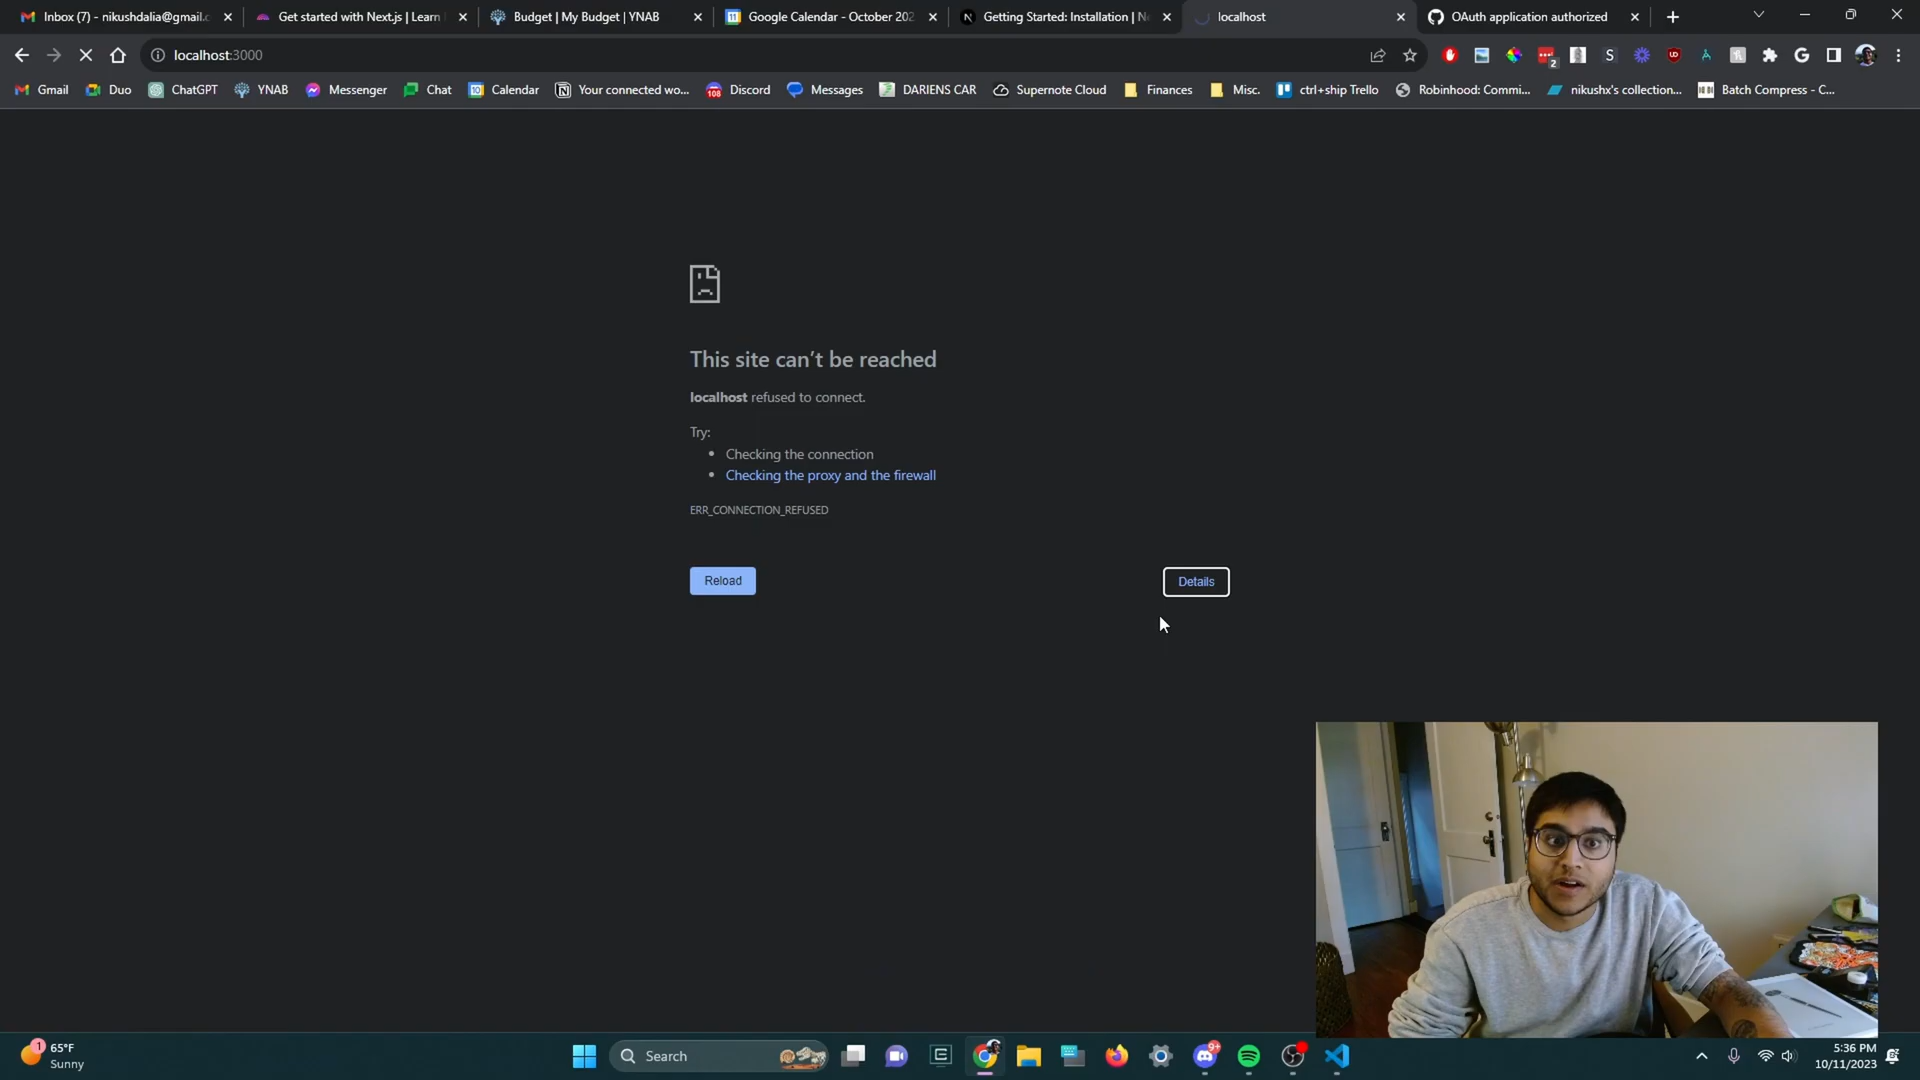 Inbox (7) - nikushdalia@gmail.c
Get started with Next.js | Learn
Budget | My Budget | YNAB
Google Calendar - October 202
Getting Started: Installation | Ne
localhost
OAuth application authorized
localhost:3000
Gmail
Duo
ChatGPT
YNAB
Messenger
Chat
Calendar
Your connected wo...
Discord
Messages
DARIENS CAR
Supernote Cloud
Finances
Misc.
ctrl+ship Trello
Robinhood: Commi...
nikushx's collection...
Batch Compress - C...
This site can't be reached
localhost refused to connect.
Try:
• Checking the connection
• Checking the proxy and the firewall
ERR_CONNECTION_REFUSED
Reload
Details
65°F
Sunny
Search
5:36 PM
10/11/2023